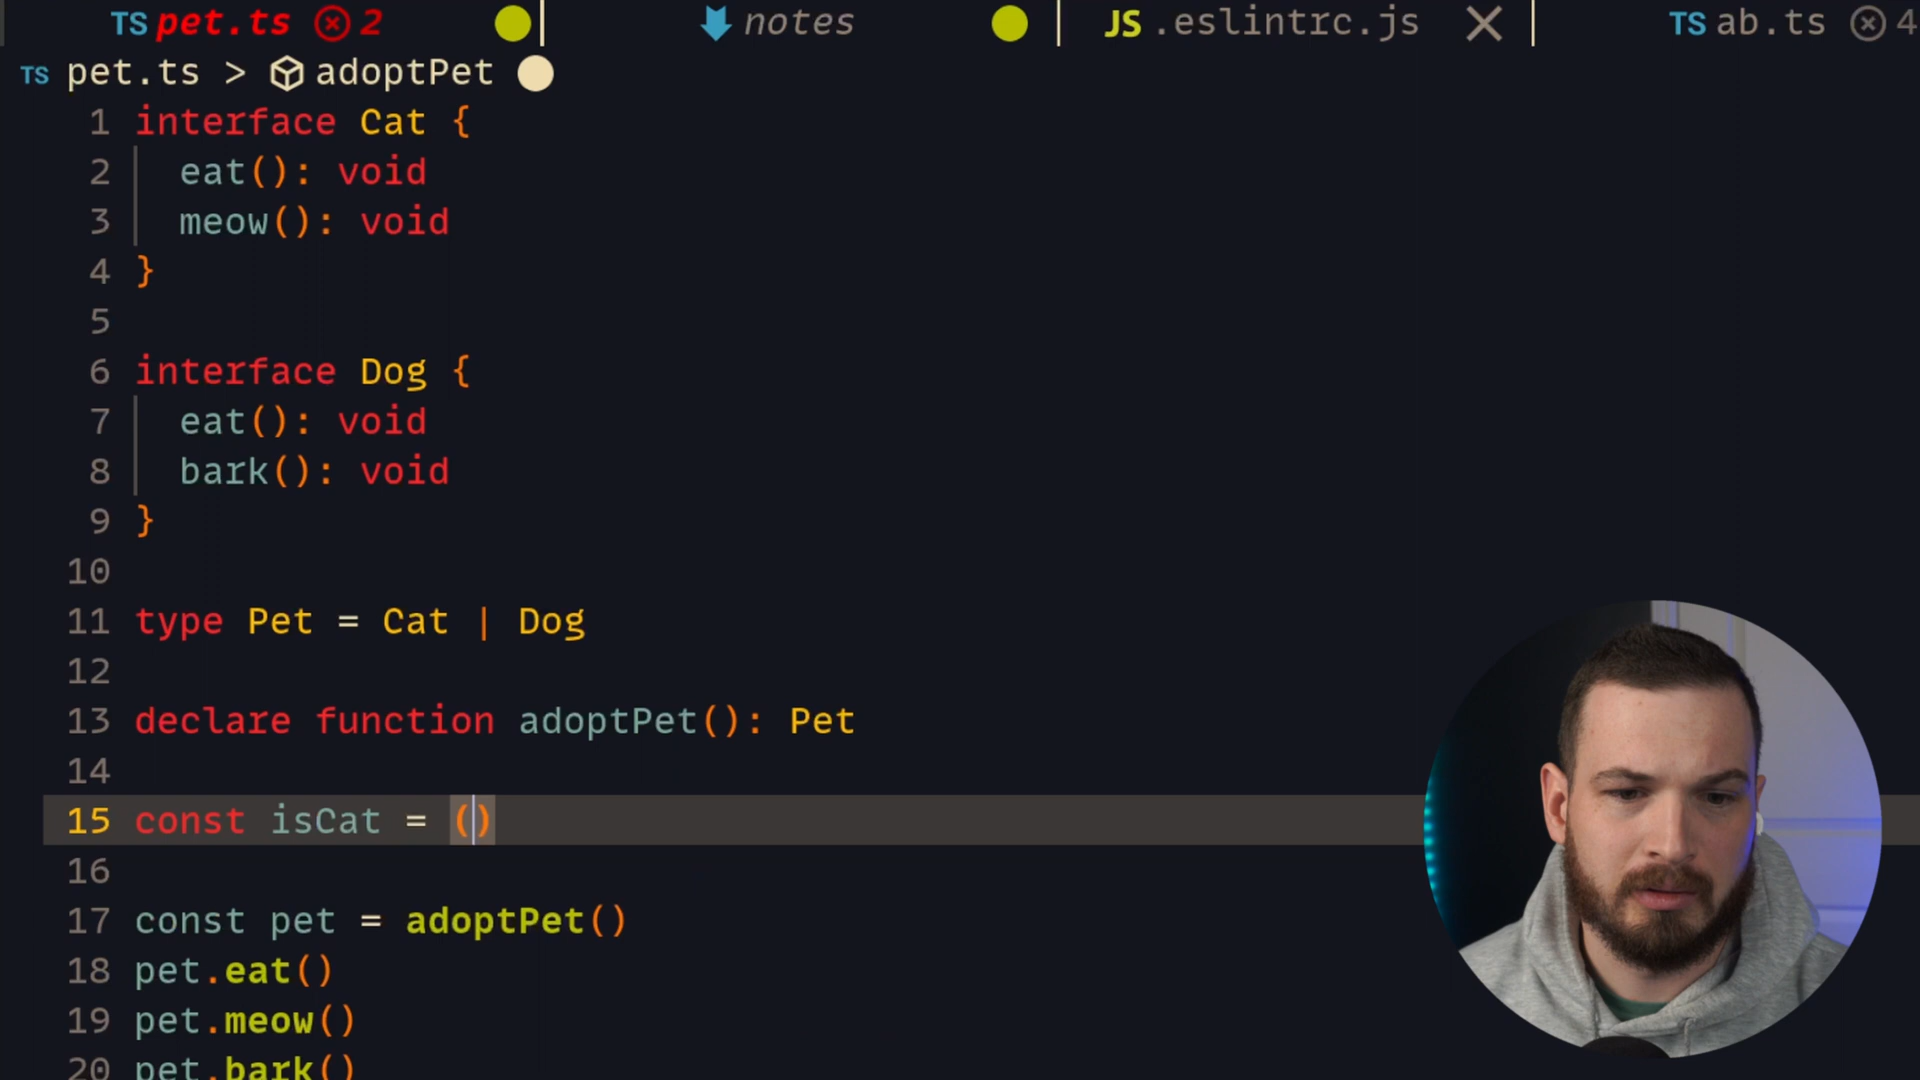 TS pet.ts 2 notes JS .eslintrc.js TS ab.ts 4
TS pet.ts > adoptPet
1 interface Cat {
2 eat(): void
3 meow(): void
4 }
5
6 interface Dog {
7 eat(): void
8 bark(): void
9 }
10
11 type Pet = Cat | Dog
12
13 declare function adoptPet(): Pet
14
15 const isCat = ()
16
17 const pet = adoptPet()
18 pet.eat()
19 pet.meow()
20 pet.bark()